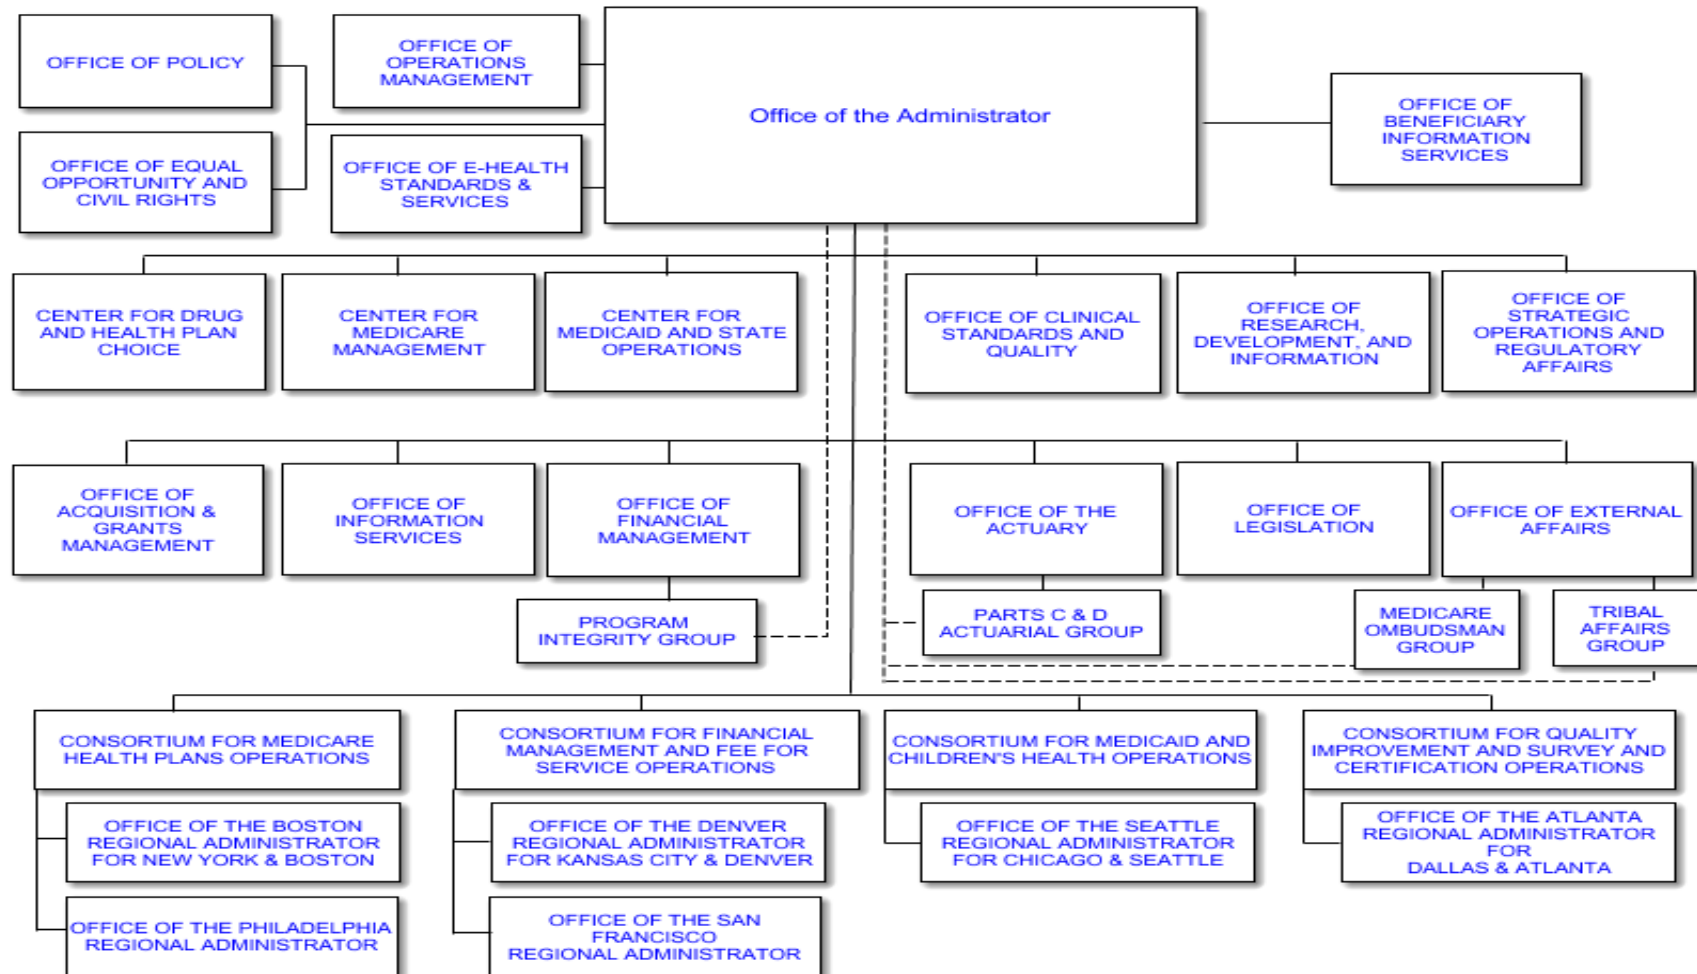 OFFICE OF POLICY
OFFICE OF
OPERATIONS
MANAGEMENT
Office of the Administrator
OFFICE OF
BENEFICIARY
INFORMATION
SERVICES
OFFICE OF EQUAL
OPPORTUNITY AND
CIVIL RIGHTS
OFFICE OF E-HEALTH
STANDARDS &
SERVICES
CENTER FOR DRUG
AND HEALTH PLAN
CHOICE
CENTER FOR
MEDICARE
MANAGEMENT
CENTER FOR
MEDICAID AND STATE
OPERATIONS
OFFICE OF CLINICAL
STANDARDS AND
QUALITY
OFFICE OF
RESEARCH,
DEVELOPMENT, AND
INFORMATION
OFFICE OF
STRATEGIC
OPERATIONS AND
REGULATORY
AFFAIRS
OFFICE OF
ACQUISITION &
GRANTS
MANAGEMENT
OFFICE OF
INFORMATION
SERVICES
OFFICE OF
FINANCIAL
MANAGEMENT
OFFICE OF THE
ACTUARY
OFFICE OF
LEGISLATION
OFFICE OF EXTERNAL
AFFAIRS
PROGRAM
INTEGRITY GROUP
PARTS C & D
ACTUARIAL GROUP
MEDICARE
OMBUDSMAN
GROUP
TRIBAL
AFFAIRS
GROUP
CONSORTIUM FOR MEDICARE
HEALTH PLANS OPERATIONS
CONSORTIUM FOR FINANCIAL
MANAGEMENT AND FEE FOR
SERVICE OPERATIONS
CONSORTIUM FOR MEDICAID AND
CHILDREN'S HEALTH OPERATIONS
CONSORTIUM FOR QUALITY
IMPROVEMENT AND SURVEY AND
CERTIFICATION OPERATIONS
OFFICE OF THE BOSTON
REGIONAL ADMINISTRATOR
FOR NEW YORK & BOSTON
OFFICE OF THE DENVER
REGIONAL ADMINISTRATOR
FOR KANSAS CITY & DENVER
OFFICE OF THE SEATTLE
REGIONAL ADMINISTRATOR
FOR CHICAGO & SEATTLE
OFFICE OF THE ATLANTA
REGIONAL ADMINISTRATOR
FOR
DALLAS & ATLANTA
OFFICE OF THE PHILADELPHIA
REGIONAL ADMINISTRATOR
OFFICE OF THE SAN
FRANCISCO
REGIONAL ADMINISTRATOR